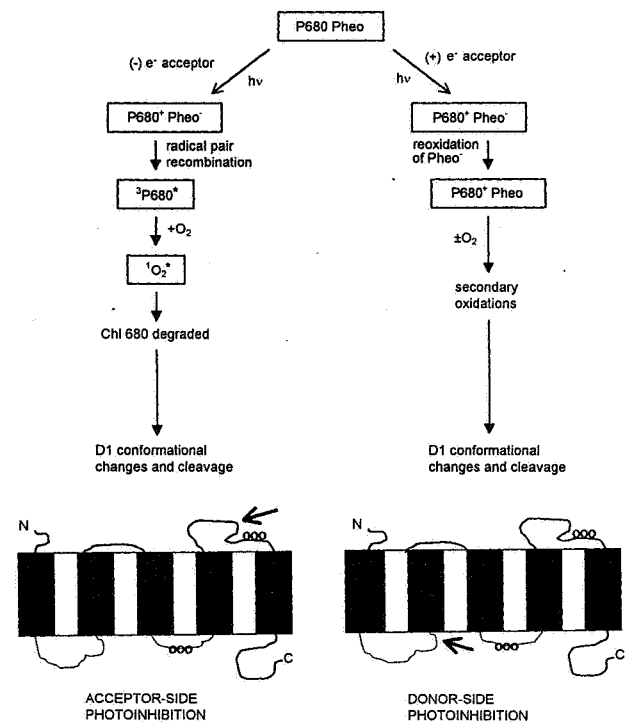 P680 Pheo
(-) e⁻ acceptor
hν
(+) e⁻ acceptor
hν
P680⁺ Pheo⁻
radical pair
recombination
³P680*
+O₂
¹O₂*
Chl 680 degraded
D1 conformational
changes and cleavage
P680⁺ Pheo⁻
reoxidation
of Pheo⁻
P680⁺ Pheo
±O₂
secondary
oxidations
D1 conformational
changes and cleavage
N
C
ACCEPTOR-SIDE
PHOTOINHIBITION
N
C
DONOR-SIDE
PHOTOINHIBITION